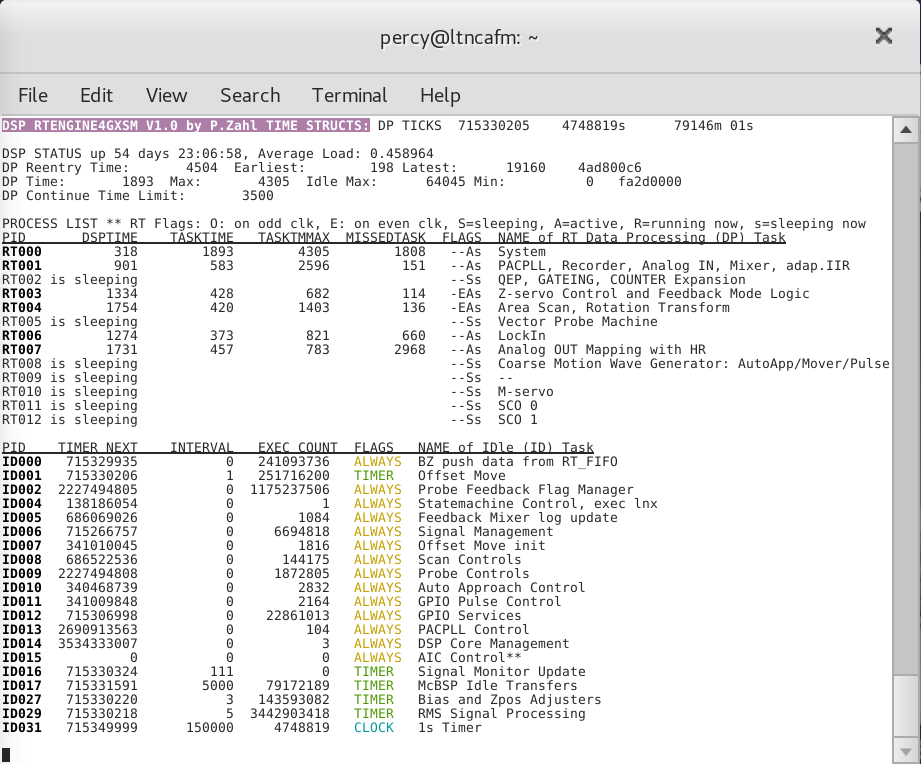 percy@ltncafm: ~
File Edit View Search Terminal Help
DSP RTENGINE4GXSM V1.0 by P.Zahl TIME STRUCTS: DP TICKS 715330205 4748819s 79146m 01s
DSP STATUS up 54 days 23:06:58, Average Load: 0.458964
DP Reentry Time: 4504 Earliest: 198 Latest: 19160 4ad800c6
DP Time: 1893 Max: 4305 Idle Max: 64045 Min: 0 fa2d0000
DP Continue Time Limit: 3500
PROCESS LIST ** RT Flags: O: on odd clk, E: on even clk, S=sleeping, A=active, R=running now, s=sleeping now
PID DSPTIME TASKTIME TASKTMMAX MISSEDTASK FLAGS NAME of RT Data Processing (DP) Task
RT000 318 1893 4305 1808 --As System
RT001 901 583 2596 151 --As PACPLL, Recorder, Analog IN, Mixer, adap.IIR
RT002 is sleeping --Ss QEP, GATEING, COUNTER Expansion
RT003 1334 428 682 114 -EAs Z-servo Control and Feedback Mode Logic
RT004 1754 420 1403 136 -EAs Area Scan, Rotation Transform
RT005 is sleeping --Ss Vector Probe Machine
RT006 1274 373 821 660 --As LockIn
RT007 1731 457 783 2968 --As Analog OUT Mapping with HR
RT008 is sleeping --Ss Coarse Motion Wave Generator: AutoApp/Mover/Pulse
RT009 is sleeping --Ss --
RT010 is sleeping --Ss M-servo
RT011 is sleeping --Ss SCO 0
RT012 is sleeping --Ss SCO 1
PID TIMER NEXT INTERVAL EXEC COUNT FLAGS NAME of IDle (ID) Task
ID000 715329935 0 241093736 ALWAYS BZ push data from RT_FIFO
ID001 715330206 1 251716200 TIMER Offset Move
ID002 2227494805 0 1175237506 ALWAYS Probe Feedback Flag Manager
ID004 138186054 0 1 ALWAYS Statemachine Control, exec lnx
ID005 686069026 0 1084 ALWAYS Feedback Mixer log update
ID006 715266757 0 6694818 ALWAYS Signal Management
ID007 341010045 0 1816 ALWAYS Offset Move init
ID008 686522536 0 144175 ALWAYS Scan Controls
ID009 2227494808 0 1872805 ALWAYS Probe Controls
ID010 340468739 0 2832 ALWAYS Auto Approach Control
ID011 341009848 0 2164 ALWAYS GPIO Pulse Control
ID012 715306998 0 22861013 ALWAYS GPIO Services
ID013 2690913563 0 104 ALWAYS PACPLL Control
ID014 3534333007 0 3 ALWAYS DSP Core Management
ID015 0 0 0 ALWAYS AIC Control**
ID016 715330324 111 0 TIMER Signal Monitor Update
ID017 715331591 5000 79172189 TIMER McBSP Idle Transfers
ID027 715330220 3 143593082 TIMER Bias and Zpos Adjusters
ID029 715330218 5 3442903418 TIMER RMS Signal Processing
ID031 715349999 150000 4748819 CLOCK 1s Timer